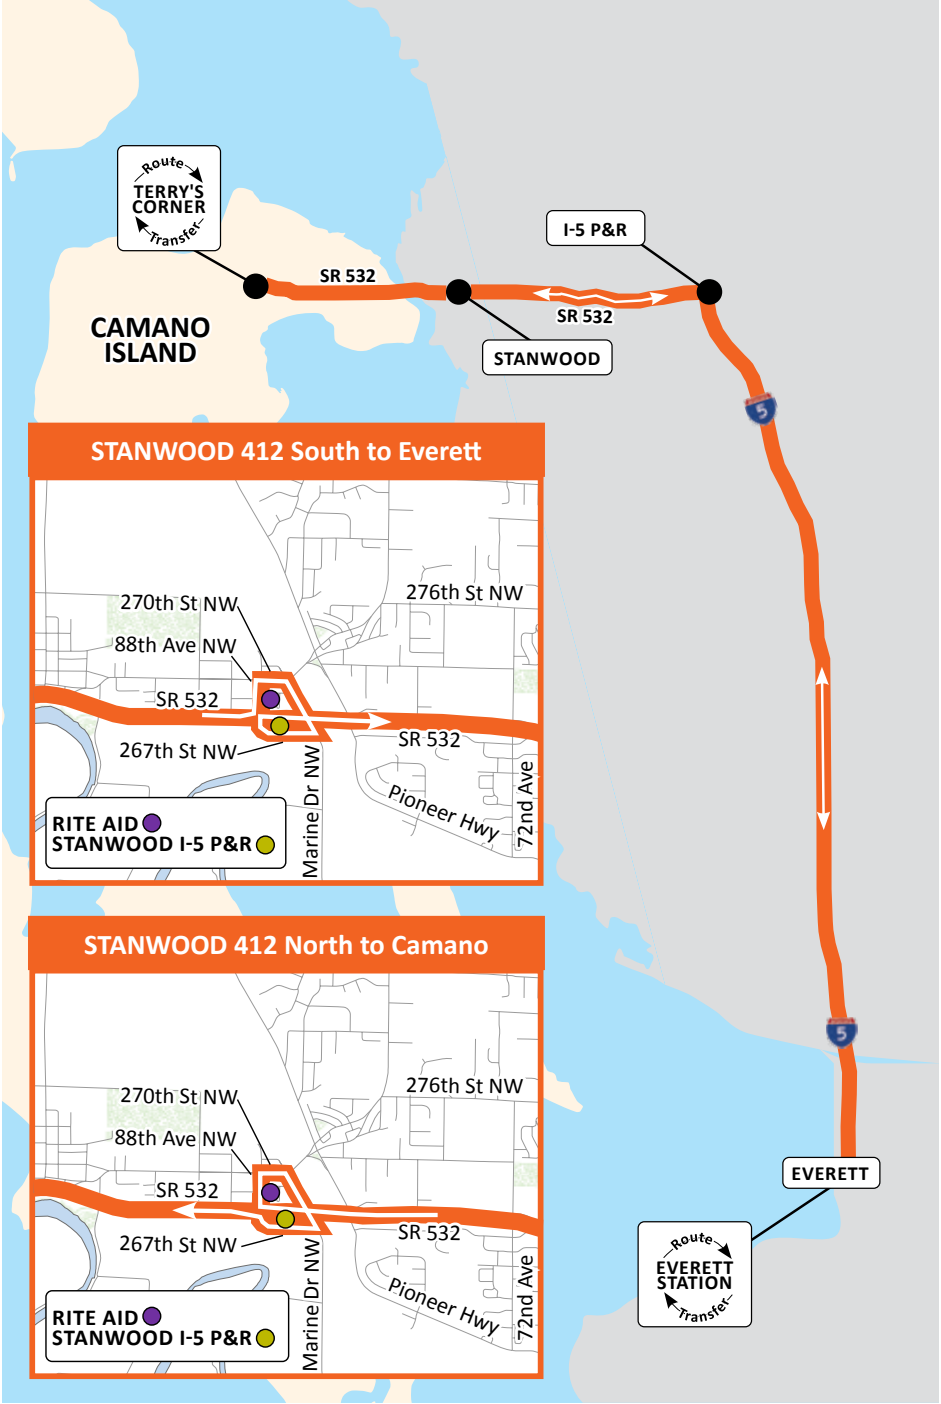 Route
TERRY'S
CORNER
Transfer
I-5 P&R
SR 532
SR 532
STANWOOD
CAMANO
ISLAND
5
STANWOOD 412 South to Everett
276th St NW
270th St NW
88th Ave NW
SR 532
SR 532
267th St NW
Marine Dr NW
Pioneer Hwy
72nd Ave
RITE AID
STANWOOD I-5 P&R
STANWOOD 412 North to Camano
5
276th St NW
270th St NW
88th Ave NW
SR 532
SR 532
267th St NW
Marine Dr NW
Pioneer Hwy
72nd Ave
RITE AID
STANWOOD I-5 P&R
EVERETT
Route
EVERETT
STATION
Transfer